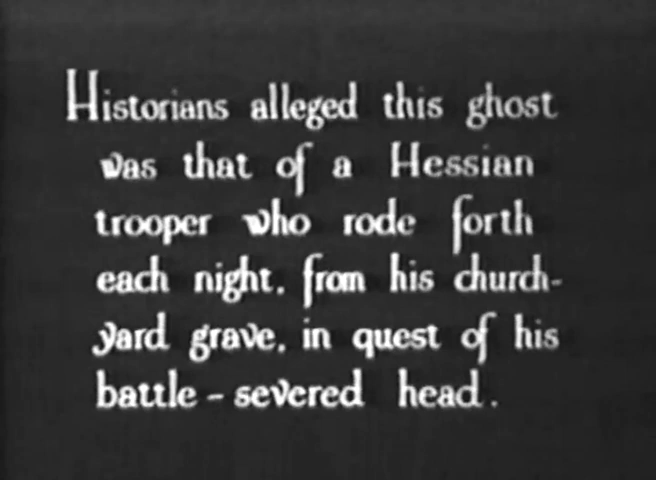 Historians alleged this ghost
was that of a Hessian
trooper who rode forth
each night, from his church-
yard grave, in quest of his
battle-severed head.